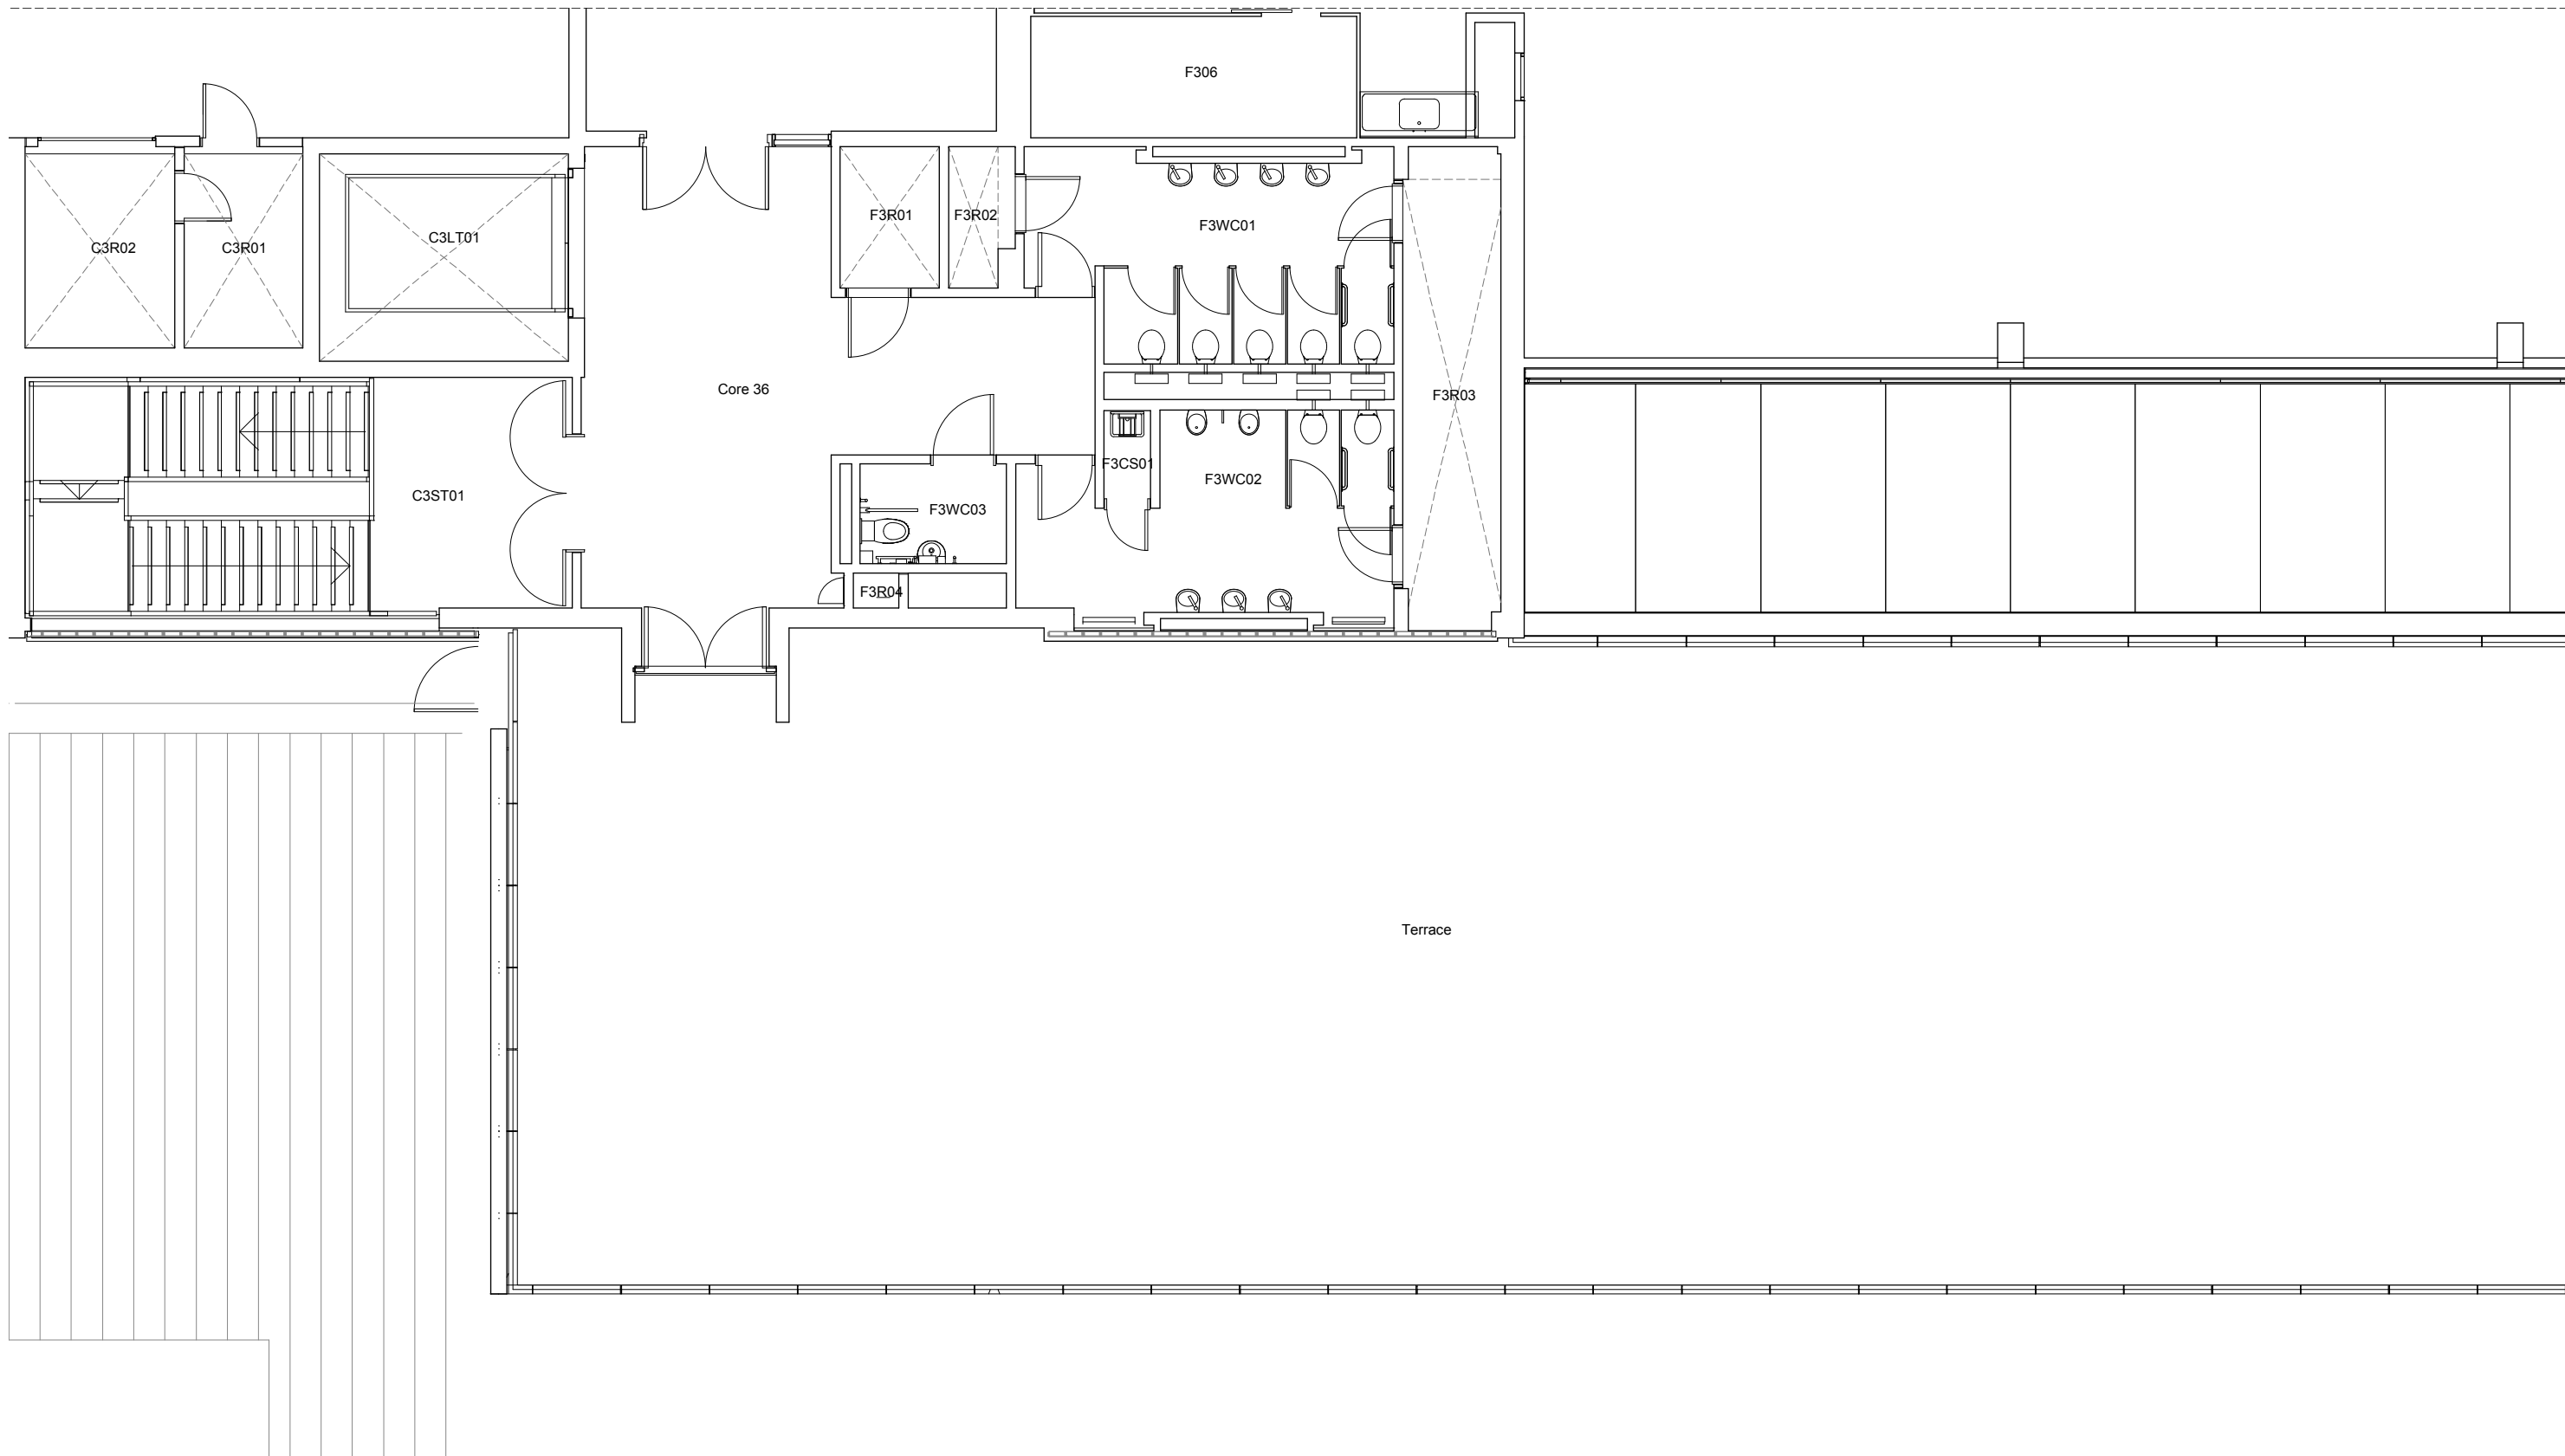 F306
F3R01
F3R02
F3WC01
C3R02
C3R01
C3LT01
Core 36
F3R03
F3CS01
C3ST01
F3WC02
F3WC03
F3R04
Terrace